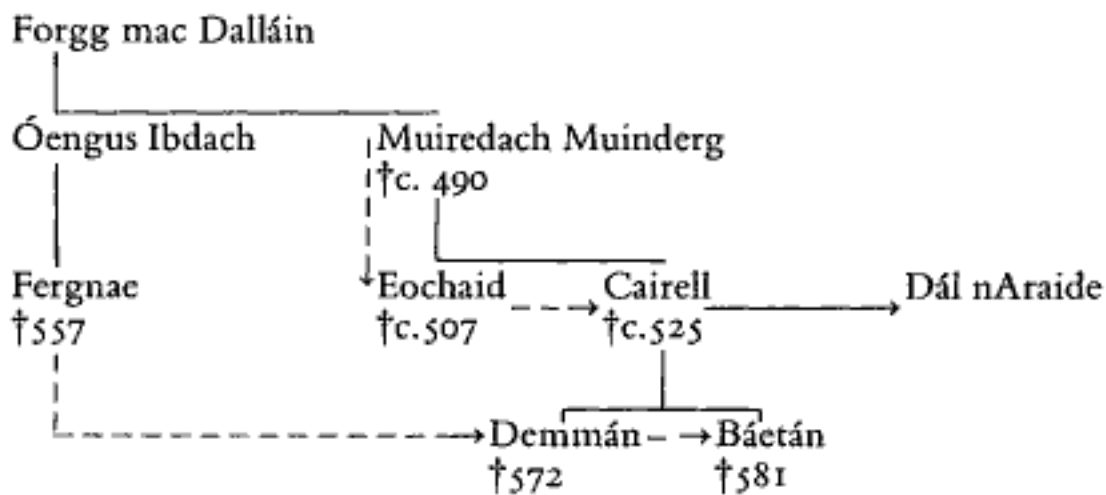 Forgg mac Dalláin
Óengus Ibdach
Muiredach Muinderg
†c. 490
Fergnae
†557
Eochaid
†c.507
Cairell
†c.525
Dál nAraide
Demmán
†572
Báetán
†581